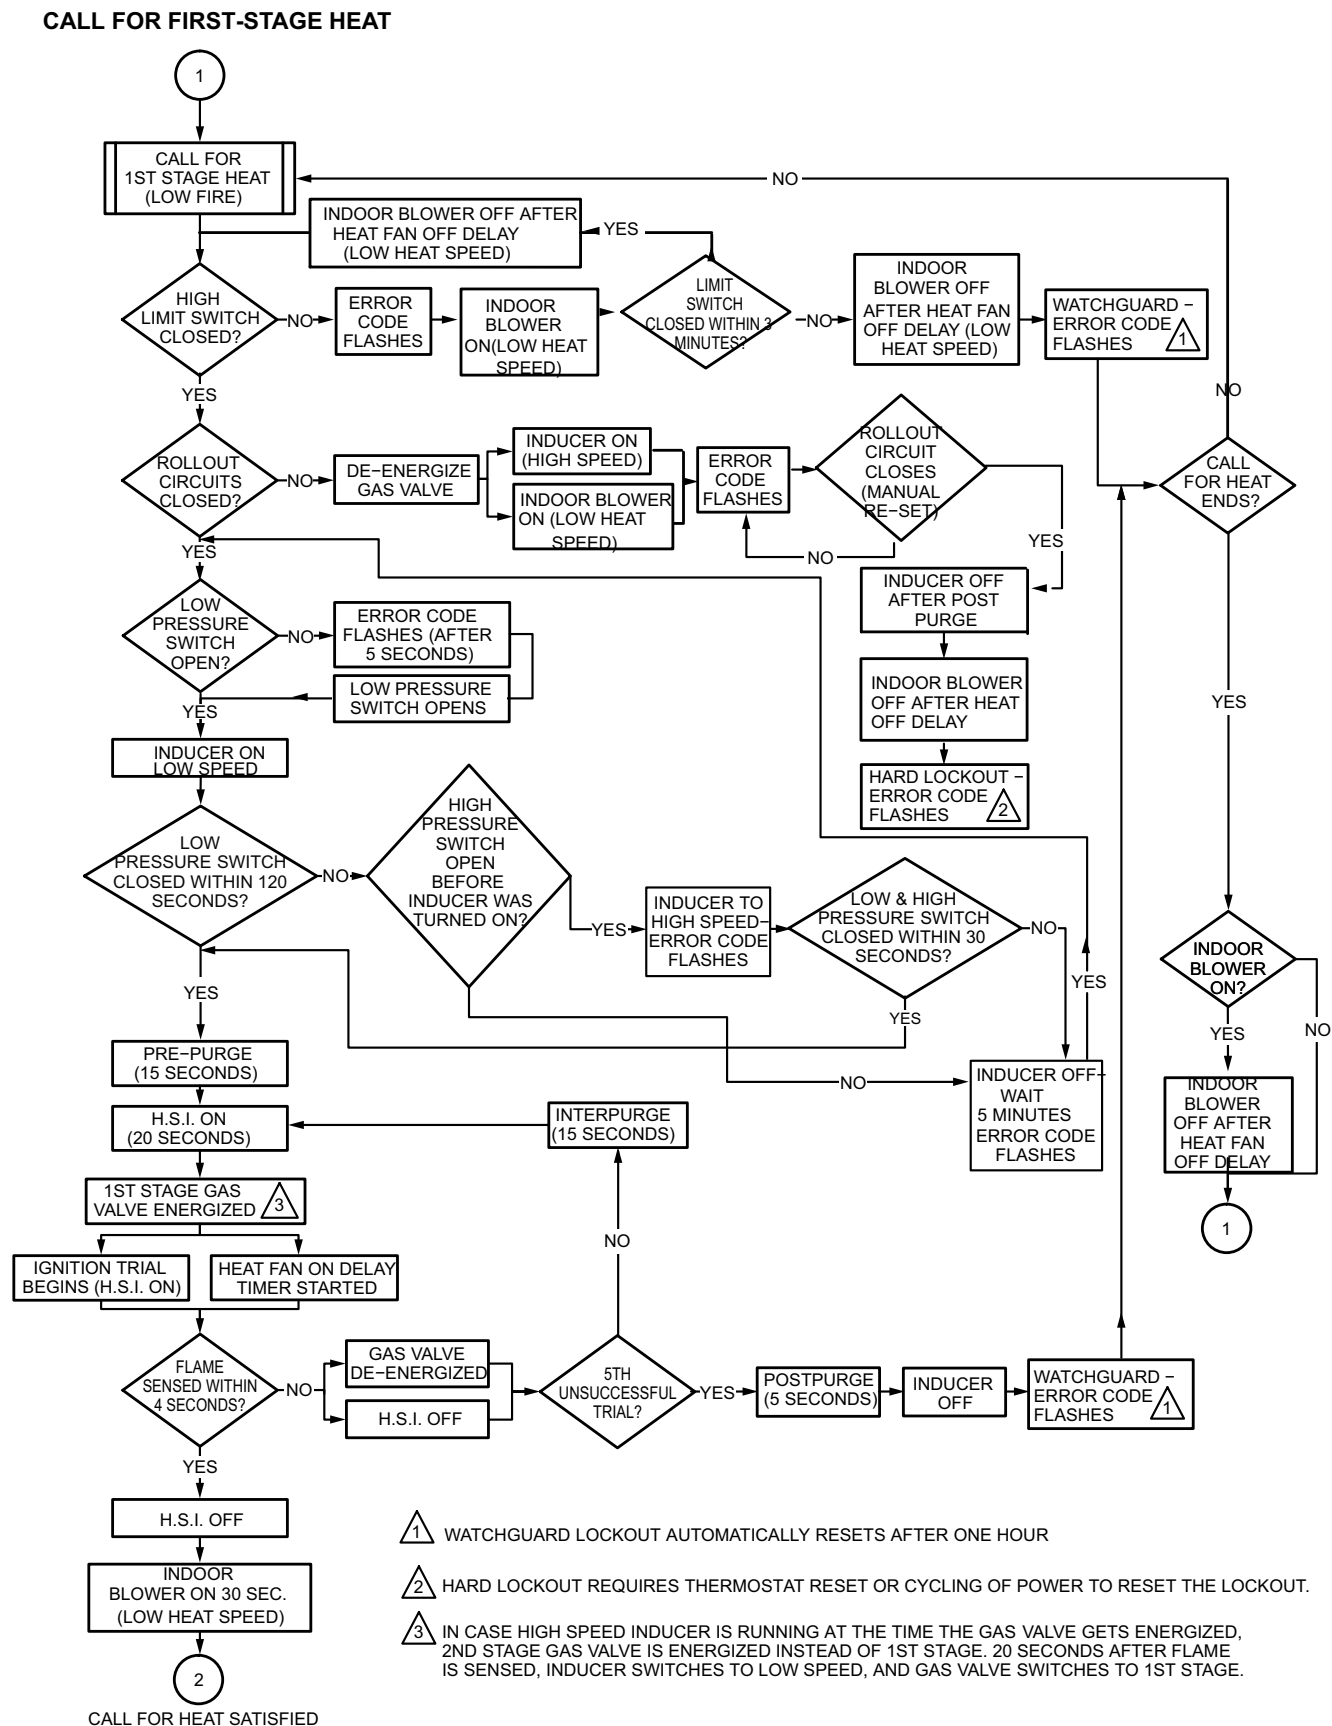 CALL FOR FIRST-STAGE HEAT
1
CALL FOR
1ST STAGE HEAT
(LOW FIRE)
NO
INDOOR BLOWER OFF AFTER
HEAT FAN OFF DELAY
(LOW HEAT SPEED)
YES
HIGH
LIMIT SWITCH
CLOSED?
NO
ERROR
CODE
FLASHES
INDOOR
BLOWER
ON(LOW HEAT
SPEED)
LIMIT
SWITCH
CLOSED WITHIN 3
MINUTES?
NO
INDOOR
BLOWER OFF
AFTER HEAT FAN
OFF DELAY (LOW
HEAT SPEED)
WATCHGUARD −
ERROR CODE
FLASHES
1
NO
YES
ROLLOUT
CIRCUITS
CLOSED?
NO
DE−ENERGIZE
GAS VALVE
INDUCER ON
(HIGH SPEED)
INDOOR BLOWER
ON (LOW HEAT
SPEED)
ERROR
CODE
FLASHES
ROLLOUT
CIRCUIT
CLOSES
(MANUAL
RE−SET)
NO
YES
CALL
FOR HEAT
ENDS?
YES
YES
LOW
PRESSURE
SWITCH
OPEN?
NO
ERROR CODE
FLASHES (AFTER
5 SECONDS)
LOW PRESSURE
SWITCH OPENS
INDUCER OFF
AFTER POST
PURGE
INDOOR BLOWER
OFF AFTER HEAT
OFF DELAY
HARD LOCKOUT −
ERROR CODE
FLASHES
2
YES
INDUCER ON
LOW SPEED
LOW
PRESSURE SWITCH
CLOSED WITHIN 120
SECONDS?
NO
HIGH
PRESSURE
SWITCH
OPEN
BEFORE
INDUCER WAS
TURNED ON?
YES
INDUCER TO
HIGH SPEED−
ERROR CODE
FLASHES
LOW & HIGH
PRESSURE SWITCH
CLOSED WITHIN 30
SECONDS?
NO
YES
YES
NO
INDUCER OFF−
WAIT
5 MINUTES
ERROR CODE
FLASHES
INDOOR
BLOWER
ON?
YES
NO
INDOOR
BLOWER
OFF AFTER
HEAT FAN
OFF DELAY
1
YES
PRE−PURGE
(15 SECONDS)
H.S.I. ON
(20 SECONDS)
INTERPURGE
(15 SECONDS)
1ST STAGE GAS
VALVE ENERGIZED
3
IGNITION TRIAL
BEGINS (H.S.I. ON)
HEAT FAN ON DELAY
TIMER STARTED
NO
FLAME
SENSED WITHIN
4 SECONDS?
NO
GAS VALVE
DE−ENERGIZED
H.S.I. OFF
5TH
UNSUCCESSFUL
TRIAL?
YES
POSTPURGE
(5 SECONDS)
INDUCER
OFF
WATCHGUARD −
ERROR CODE
FLASHES
1
YES
H.S.I. OFF
INDOOR
BLOWER ON 30 SEC.
(LOW HEAT SPEED)
2
CALL FOR HEAT SATISFIED
1 WATCHGUARD LOCKOUT AUTOMATICALLY RESETS AFTER ONE HOUR
2 HARD LOCKOUT REQUIRES THERMOSTAT RESET OR CYCLING OF POWER TO RESET THE LOCKOUT.
3 IN CASE HIGH SPEED INDUCER IS RUNNING AT THE TIME THE GAS VALVE GETS ENERGIZED,
2ND STAGE GAS VALVE IS ENERGIZED INSTEAD OF 1ST STAGE. 20 SECONDS AFTER FLAME
IS SENSED, INDUCER SWITCHES TO LOW SPEED, AND GAS VALVE SWITCHES TO 1ST STAGE.